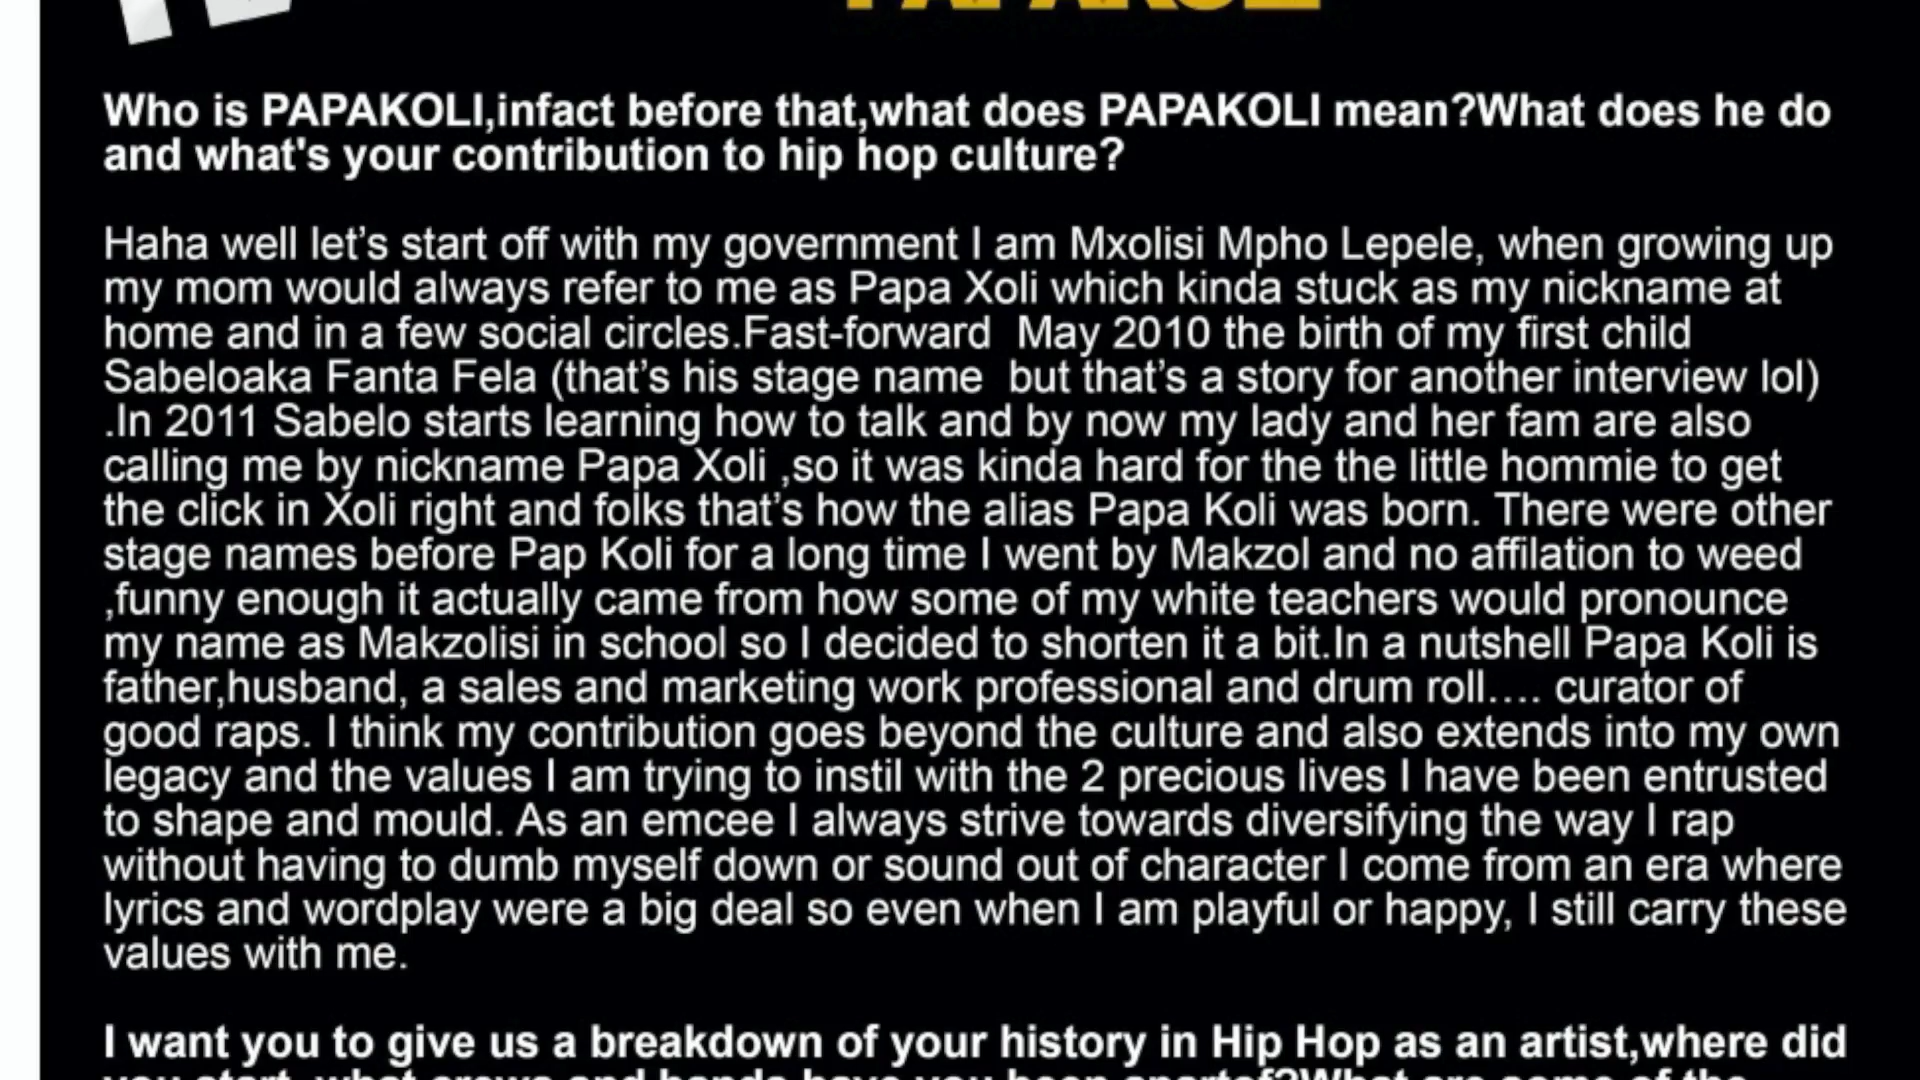 Who is PAPAKOLI,infact before that,what does PAPAKOLI mean?What does he do
and what's your contribution to hip hop culture?
Haha well let’s start off with my government I am Mxolisi Mpho Lepele, when growing up
my mom would always refer to me as Papa Xoli which kinda stuck as my nickname at
home and in a few social circles.Fast-forward  May 2010 the birth of my first child
Sabeloaka Fanta Fela (that’s his stage name  but that’s a story for another interview lol)
.In 2011 Sabelo starts learning how to talk and by now my lady and her fam are also
calling me by nickname Papa Xoli ,so it was kinda hard for the the little hommie to get
the click in Xoli right and folks that’s how the alias Papa Koli was born. There were other
stage names before Pap Koli for a long time I went by Makzol and no affilation to weed
,funny enough it actually came from how some of my white teachers would pronounce
my name as Makzolisi in school so I decided to shorten it a bit.In a nutshell Papa Koli is
father,husband, a sales and marketing work professional and drum roll…. curator of
good raps. I think my contribution goes beyond the culture and also extends into my own
legacy and the values I am trying to instil with the 2 precious lives I have been entrusted
to shape and mould. As an emcee I always strive towards diversifying the way I rap
without having to dumb myself down or sound out of character I come from an era where
lyrics and wordplay were a big deal so even when I am playful or happy, I still carry these
values with me.
I want you to give us a breakdown of your history in Hip Hop as an artist,where did